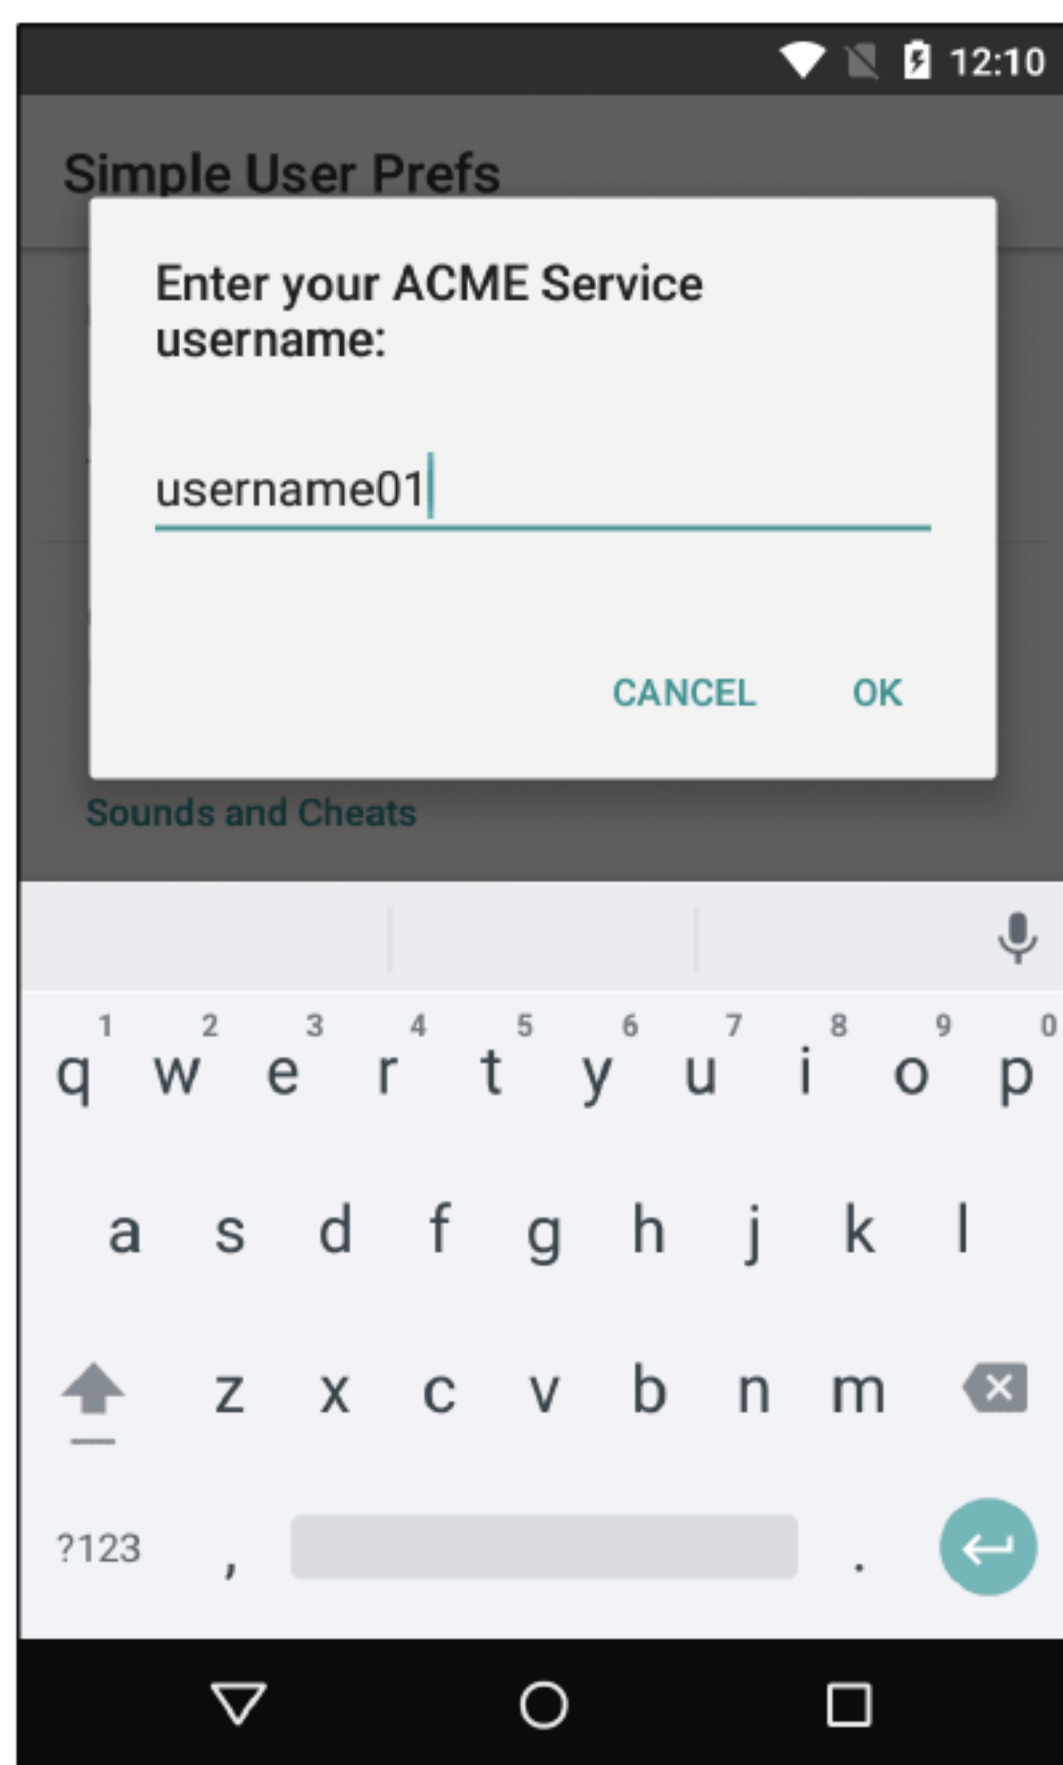 12:10
Simple User Prefs
Enter your ACME Service
username:
username01
CANCEL OK
Sounds and Cheats
1 2 3 4 5 6 7 8 9 0
q w e r t y u i o p
a s d f g h j k l
z x c v b n m
?123 , .